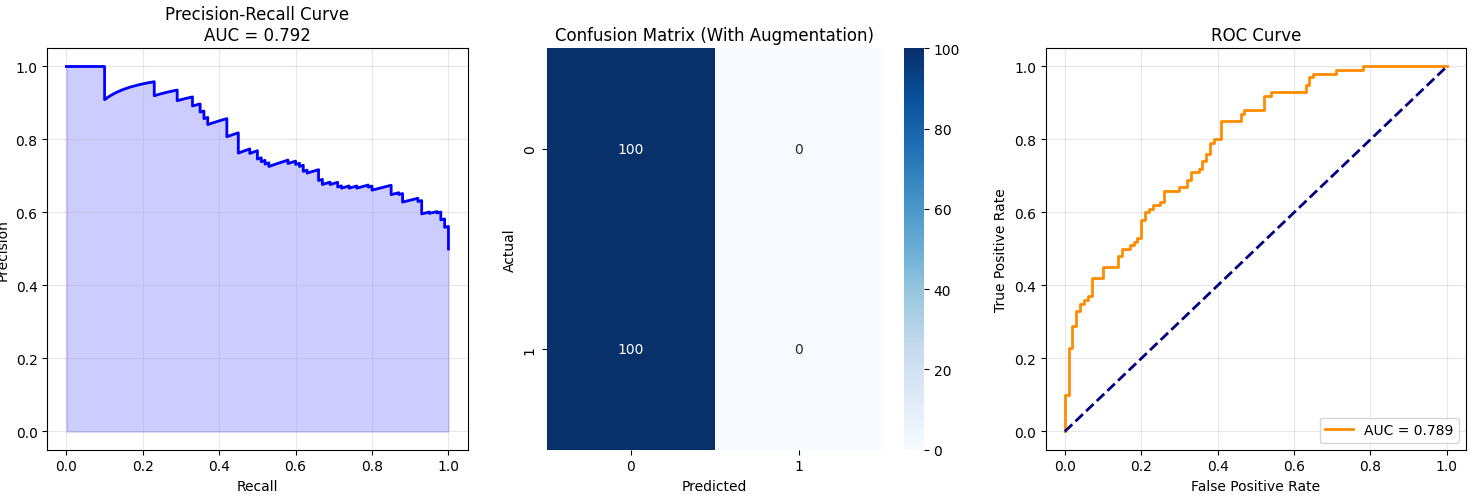 Precision-Recall Curve
AUC = 0.792
Precision
1.0
0.8
0.6
0.4
0.2
0.0
0.0 0.2 0.4 0.6 0.8 1.0
Recall
Confusion Matrix (With Augmentation)
Actual
0
1
100 0
100 0
0 1
Predicted
100
80
60
40
20
0
ROC Curve
True Positive Rate
1.0
0.8
0.6
0.4
0.2
0.0
AUC = 0.789
0.0 0.2 0.4 0.6 0.8 1.0
False Positive Rate